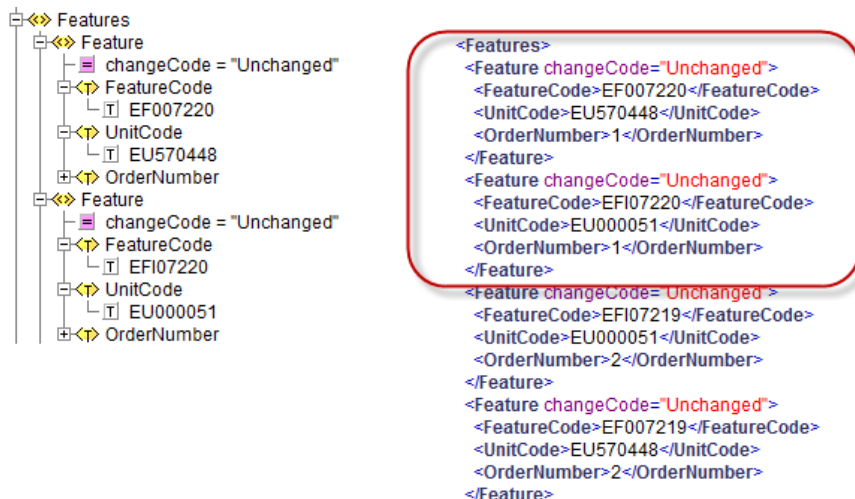 Features
Feature
= changeCode = "Unchanged"
T FeatureCode
T EF007220
T UnitCode
T EU570448
T OrderNumber
Feature
= changeCode = "Unchanged"
T FeatureCode
T EFI07220
T UnitCode
T EU000051
T OrderNumber
<Features>
<Feature changeCode="Unchanged">
<FeatureCode>EF007220</FeatureCode>
<UnitCode>EU570448</UnitCode>
<OrderNumber>1</OrderNumber>
</Feature>
<Feature changeCode="Unchanged">
<FeatureCode>EFI07220</FeatureCode>
<UnitCode>EU000051</UnitCode>
<OrderNumber>1</OrderNumber>
</Feature>
<Feature changeCode="Unchanged">
<FeatureCode>EFI07219</FeatureCode>
<UnitCode>EU000051</UnitCode>
<OrderNumber>2</OrderNumber>
</Feature>
<Feature changeCode="Unchanged">
<FeatureCode>EF007219</FeatureCode>
<UnitCode>EU570448</UnitCode>
<OrderNumber>2</OrderNumber>
</Feature>